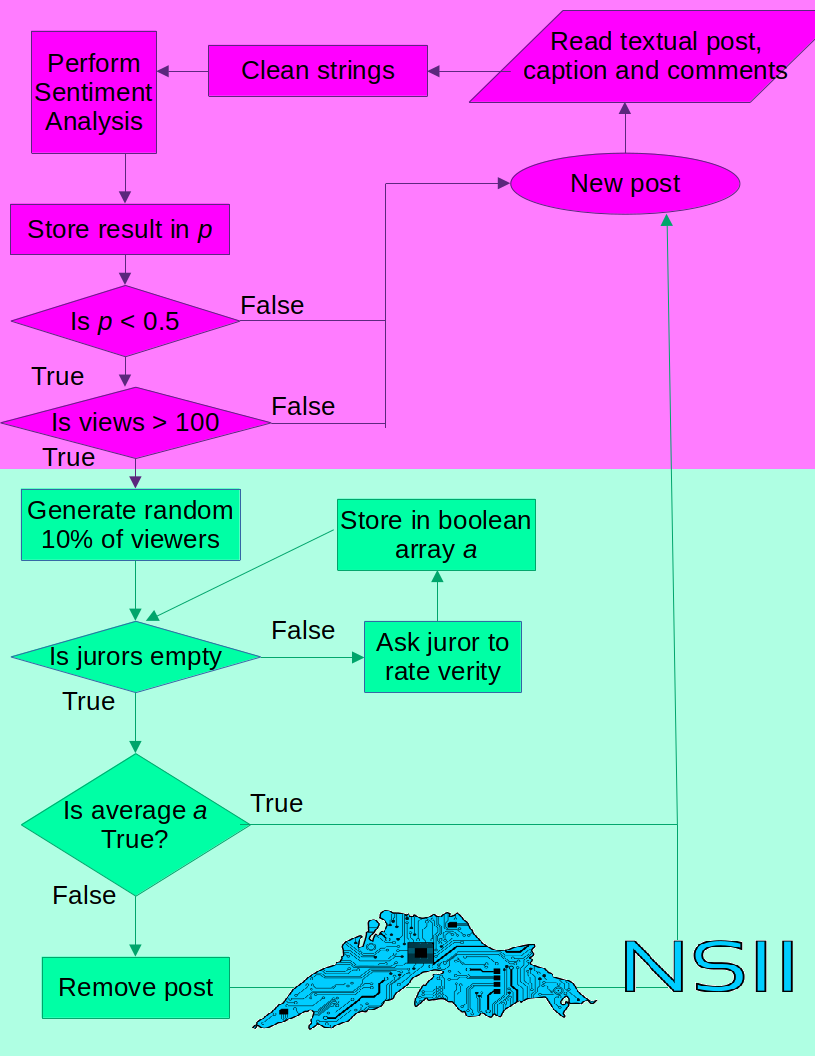 Read textual post,
caption and comments
Clean strings
Perform
Sentiment
Analysis
New post
Store result in p
Is p < 0.5
False
True
Is views > 100
False
True
Generate random
10% of viewers
Store in boolean
array a
Is jurors empty
False
Ask juror to
rate verity
True
Is average a
True?
True
False
Remove post
NSII